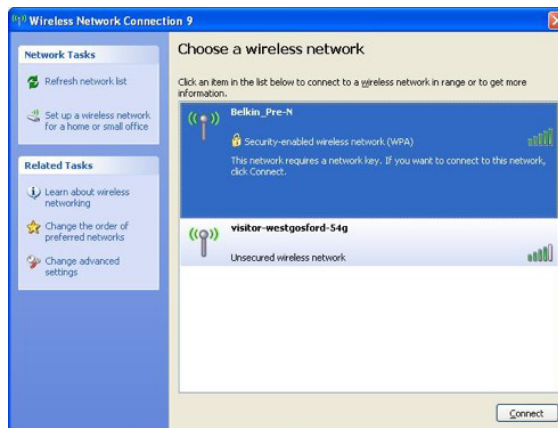 Wireless Network Connection 9
Network Tasks
Refresh network list
Set up a wireless network
for a home or small office
Related Tasks
Learn about wireless
networking
Change the order of
preferred networks
Change advanced
settings
Choose a wireless network
Click an item in the list below to connect to a wireless network in range or to get more
information.
Belkin_Pre-N
Security-enabled wireless network (WPA)
This network requires a network key. If you want to connect to this network,
click Connect.
visitor-westgosford-54g
Unsecured wireless network
Connect